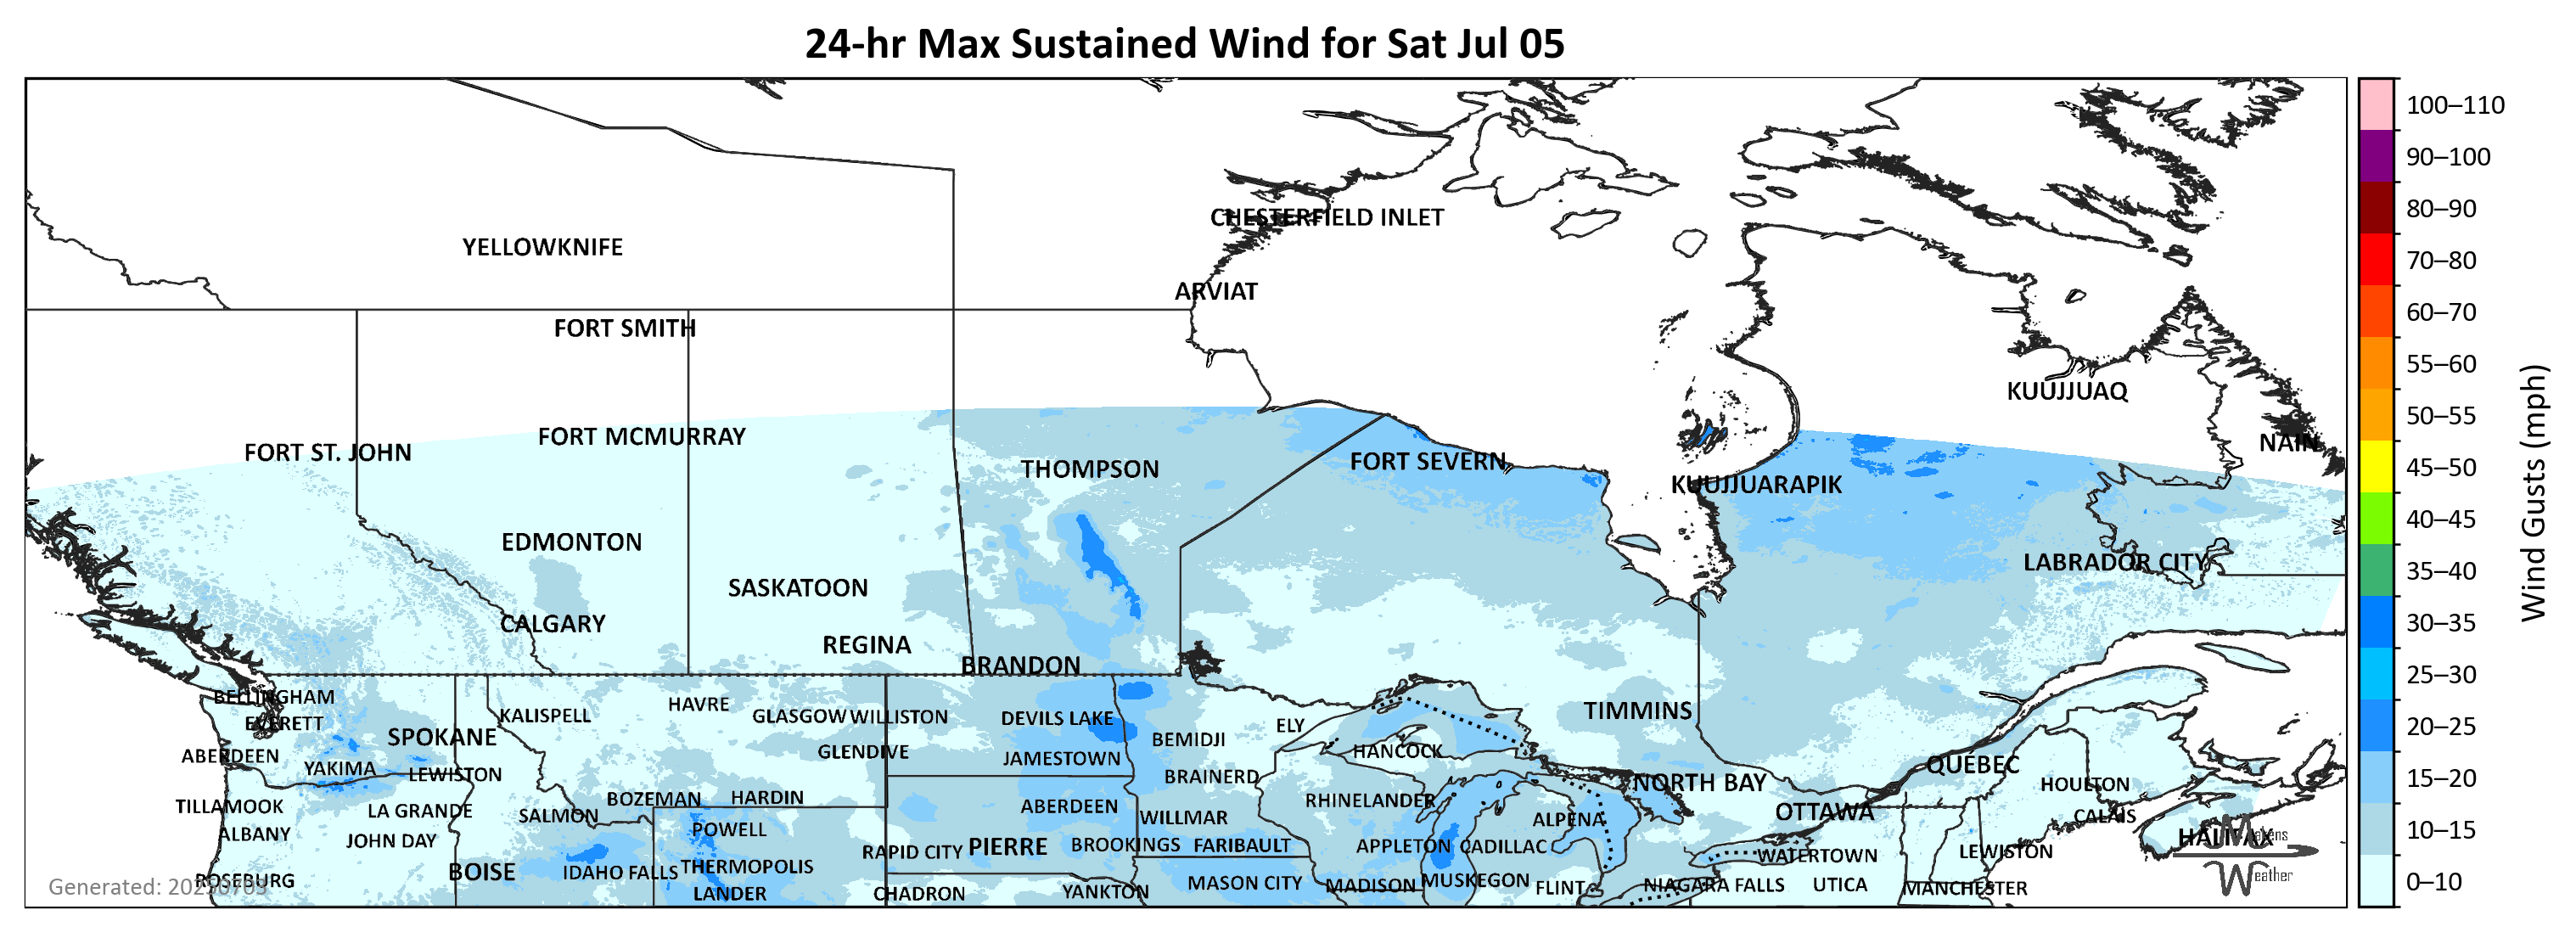 24-hr Max Sustained Wind for Sat Jul 05
100–110
90–100
80–90
70–80
60–70
55–60
50–55
45–50
40–45
35–40
30–35
25–30
20–25
15–20
10–15
0–10
Wind Gusts (mph)
CHESTERFIELD INLET
YELLOWKNIFE
ARVIAT
FORT SMITH
KUUJJUAQ
FORT MCMURRAY
NAIN
FORT ST. JOHN
FORT SEVERN
THOMPSON
KUUJJUARAPIK
EDMONTON
LABRADOR CITY
SASKATOON
CALGARY
REGINA
BRANDON
BELLINGHAM
HAVRE
TIMMINS
KALISPELL
GLASGOW
WILLISTON
DEVILS LAKE
EVERETT
ELY
SPOKANE
BEMIDJI
GLENDIVE
HANCOCK
ABERDEEN
JAMESTOWN
QUEBEC
YAKIMA
LEWISTON
BRAINERD
NORTH BAY
HOULTON
BOZEMAN
HARDIN
RHINELANDER
TILLAMOOK
ABERDEEN
LA GRANDE
SALMON
WILLMAR
OTTAWA
CALAIS
ALPENA
ALBANY
POWELL
HALIFAX
JOHN DAY
PIERRE
BROOKINGS
FARIBAULT
APPLETON
CADILLAC
RAPID CITY
LEWISTON
WATERTOWN
THERMOPOLIS
BOISE
IDAHO FALLS
ROSEBURG
MUSKEGON
MASON CITY
MADISON
FLINT
NIAGARA FALLS
UTICA
MANCHESTER
LANDER
CHADRON
YANKTON
Generated: 20250703
Makens
Weather